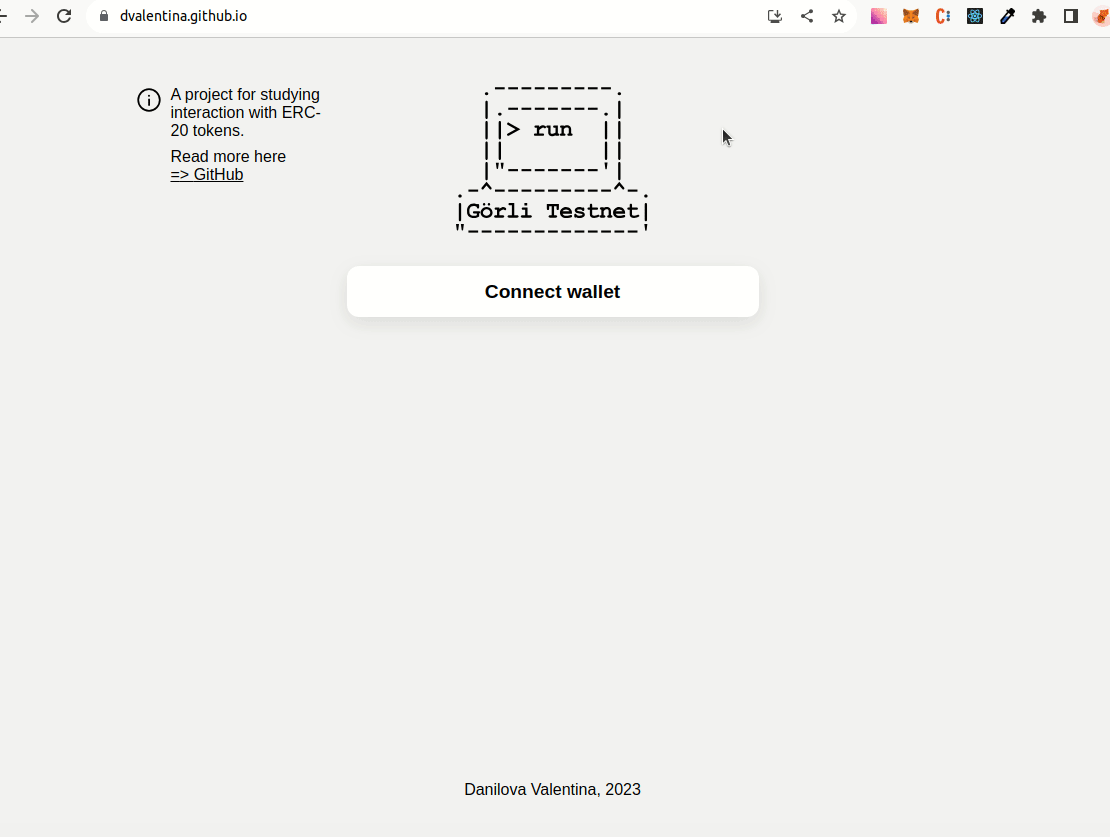 dvalentina.github.io
A project for studying
interaction with ERC-
20 tokens.
Read more here
=> GitHub
> run
Görli Testnet
Connect wallet
Danilova Valentina, 2023